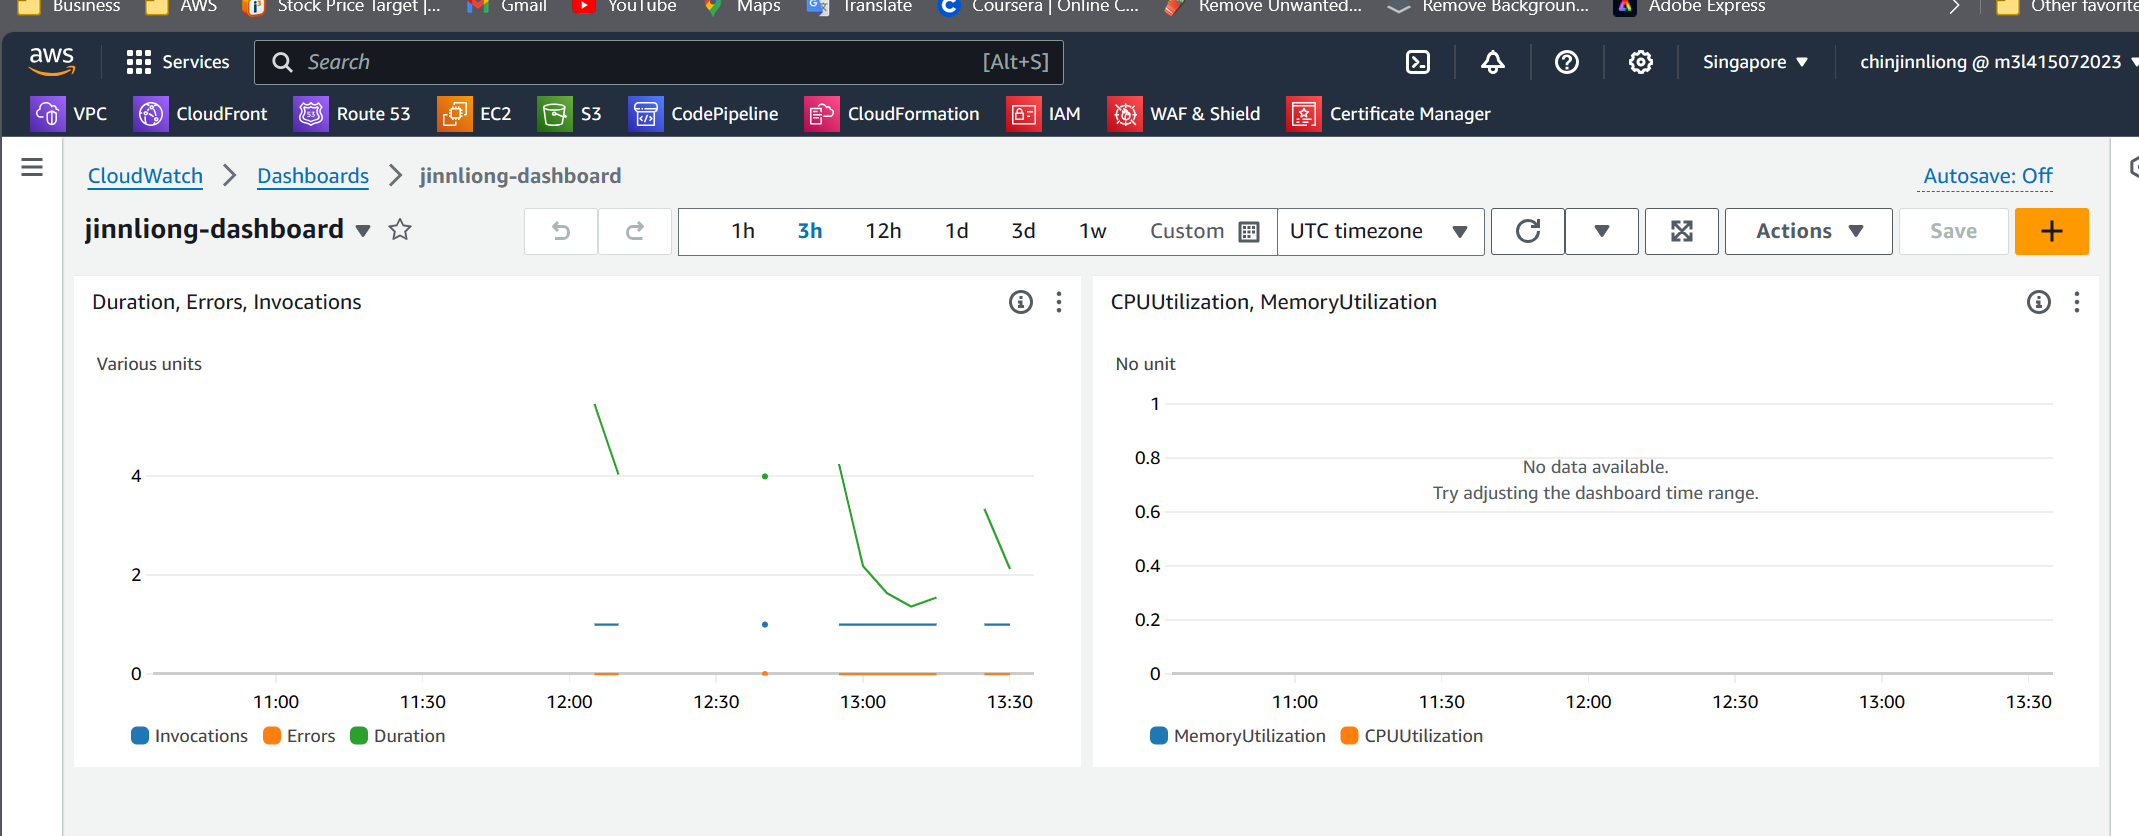 Business AWS Stock Price Target |... Gmail YouTube Maps Translate Coursera | Online C... Remove Unwanted... Remove Backgroun... Adobe Express Other favorite
aws Services Search [Alt+S] Singapore chinjinnliong @ m3l415072023
VPC CloudFront Route 53 EC2 S3 CodePipeline CloudFormation IAM WAF & Shield Certificate Manager
CloudWatch Dashboards jinnliong-dashboard Autosave: Off
jinnliong-dashboard 1h 3h 12h 1d 3d 1w Custom UTC timezone Actions Save
Duration, Errors, Invocations
Various units
4
2
0
11:00 11:30 12:00 12:30 13:00 13:30
Invocations Errors Duration
CPUUtilization, MemoryUtilization
No unit
1
0.8
No data available.
Try adjusting the dashboard time range.
0.6
0.4
0.2
0
11:00 11:30 12:00 12:30 13:00 13:30
MemoryUtilization CPUUtilization